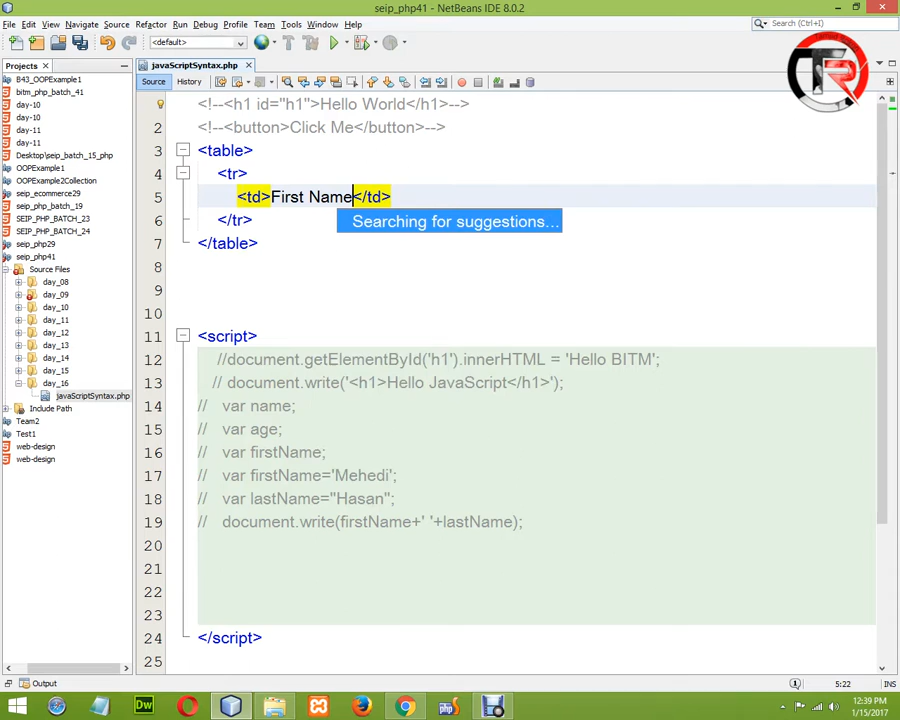 seip_php41 - NetBeans IDE 8.0.2
File Edit View Navigate Source Refactor Run Debug Profile Team Tools Window Help
Search (Ctrl+I)
<default>
Projects
javaScriptSyntax.php
Source History
B43_OOPExample1
bitm_php_batch_41
day-10
day-10
day-11
day-11
Desktop\seip_batch_15_php
OOPExample1
OOPExample2Collection
seip_ecommerce29
seip_php_batch_19
SEIP_PHP_BATCH_23
SEIP_PHP_BATCH_24
seip_php29
seip_php41
Source Files
day_08
day_09
day_10
day_11
day_12
day_13
day_14
day_15
day_16
javaScriptSyntax.php
Include Path
Team2
Test1
web-design
web-design
<!--<h1 id="h1">Hello World</h1>-->
2 <!--<button>Click Me</button>-->
3 <table>
4 <tr>
5 <td>First Name</td>
Searching for suggestions...
6 </tr>
7 </table>
8
9
10
11 <script>
12 //document.getElementById('h1').innerHTML = 'Hello BITM';
13 // document.write('<h1>Hello JavaScript</h1>');
14 // var name;
15 // var age;
16 // var firstName;
17 // var firstName='Mehedi';
18 // var lastName="Hasan";
19 // document.write(firstName+' '+lastName);
20
21
22
23
24 </script>
25
Output
5:22 INS
Dw
php
12:39 PM
1/15/2017